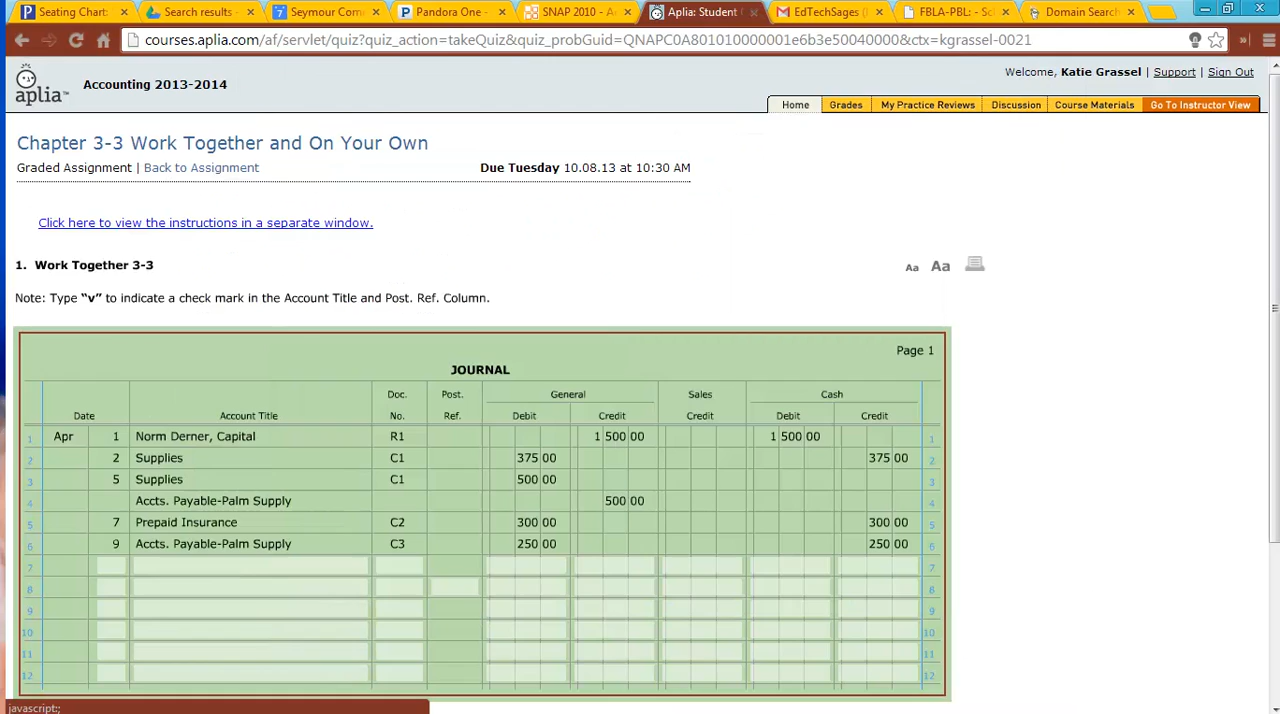 Seating Chart:
Search results -
7 Seymour Com
Pandora One -
SNAP 2010 - A
Aplia: Student
EdTechSages (
FBLA-PBL: - Sc
Domain Search
courses.aplia.com/af/servlet/quiz?quiz_action=takeQuiz&quiz_probGuid=QNAPC0A801010000001e6b3e50040000&ctx=kgrassel-0021
aplia™
Accounting 2013-2014
Welcome, Katie Grassel | Support | Sign Out
Home Grades My Practice Reviews Discussion Course Materials Go To Instructor View
Chapter 3-3 Work Together and On Your Own
Graded Assignment | Back to Assignment Due Tuesday 10.08.13 at 10:30 AM
Click here to view the instructions in a separate window.
1. Work Together 3-3 Aa Aa
Note: Type “v” to indicate a check mark in the Account Title and Post. Ref. Column.
Page 1
JOURNAL
Doc. Post. General Sales Cash
Date Account Title No. Ref. Debit Credit Credit Debit Credit
1 Apr 1 Norm Derner, Capital R1 1 500 00 1 500 00 1
2 2 Supplies C1 375 00 375 00 2
3 5 Supplies C1 500 00 3
4 Accts. Payable-Palm Supply 500 00 4
5 7 Prepaid Insurance C2 300 00 300 00 5
6 9 Accts. Payable-Palm Supply C3 250 00 250 00 6
7 7
8 8
9 9
10 10
11 11
12 12
javascript:;